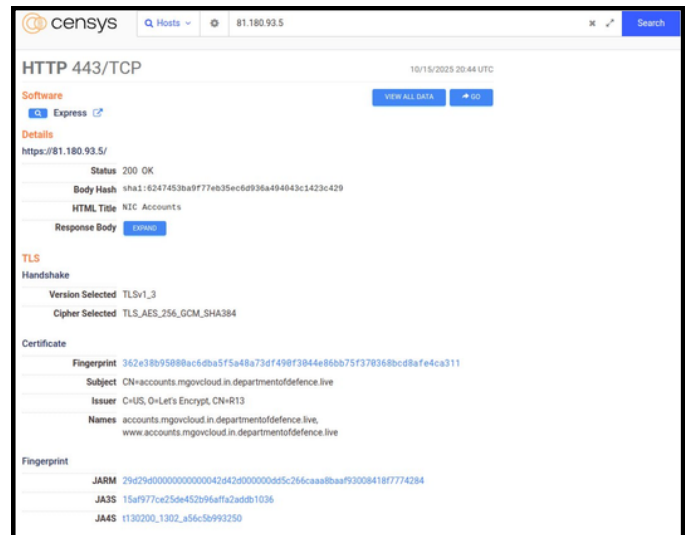 censys
Hosts
81.180.93.5
Search
HTTP 443/TCP
10/15/2025 20:44 UTC
Software
VIEW ALL DATA
GO
Express
Details
https://81.180.93.5/
Status 200 OK
Body Hash sha1:6247453ba9f77eb35ec6d936a494043c1423c429
HTML Title NIC Accounts
Response Body EXPAND
TLS
Handshake
Version Selected TLSv1_3
Cipher Selected TLS_AES_256_GCM_SHA384
Certificate
Fingerprint 362e38b95080ac6dba5f5a48a73df490f3044e86bb75f370368bcd8afe4ca311
Subject CN=accounts.mgovcloud.in.departmentofdefence.live
Issuer C=US, O=Let's Encrypt, CN=R13
Names accounts.mgovcloud.in.departmentofdefence.live,
www.accounts.mgovcloud.in.departmentofdefence.live
Fingerprint
JARM 29d29d00000000000042d42d000000dd5c266caaa8baaf93008418f7774284
JA3S 15af977ce25de452b96affa2addb1036
JA4S t130200_1302_a56c5b993250